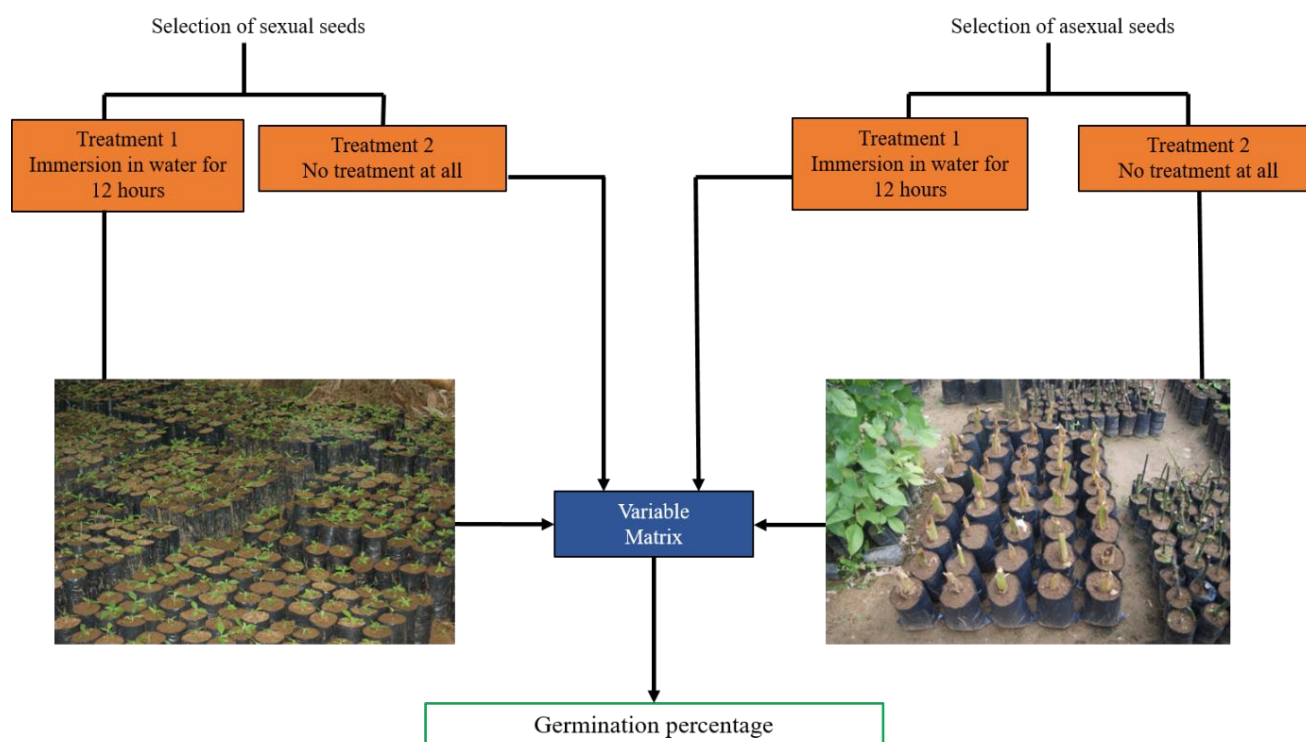 Selection of sexual seeds
Selection of asexual seeds
Treatment 1
Immersion in water for
12 hours
Treatment 2
No treatment at all
Treatment 1
Immersion in water for
12 hours
Treatment 2
No treatment at all
Variable
Matrix
Germination percentage